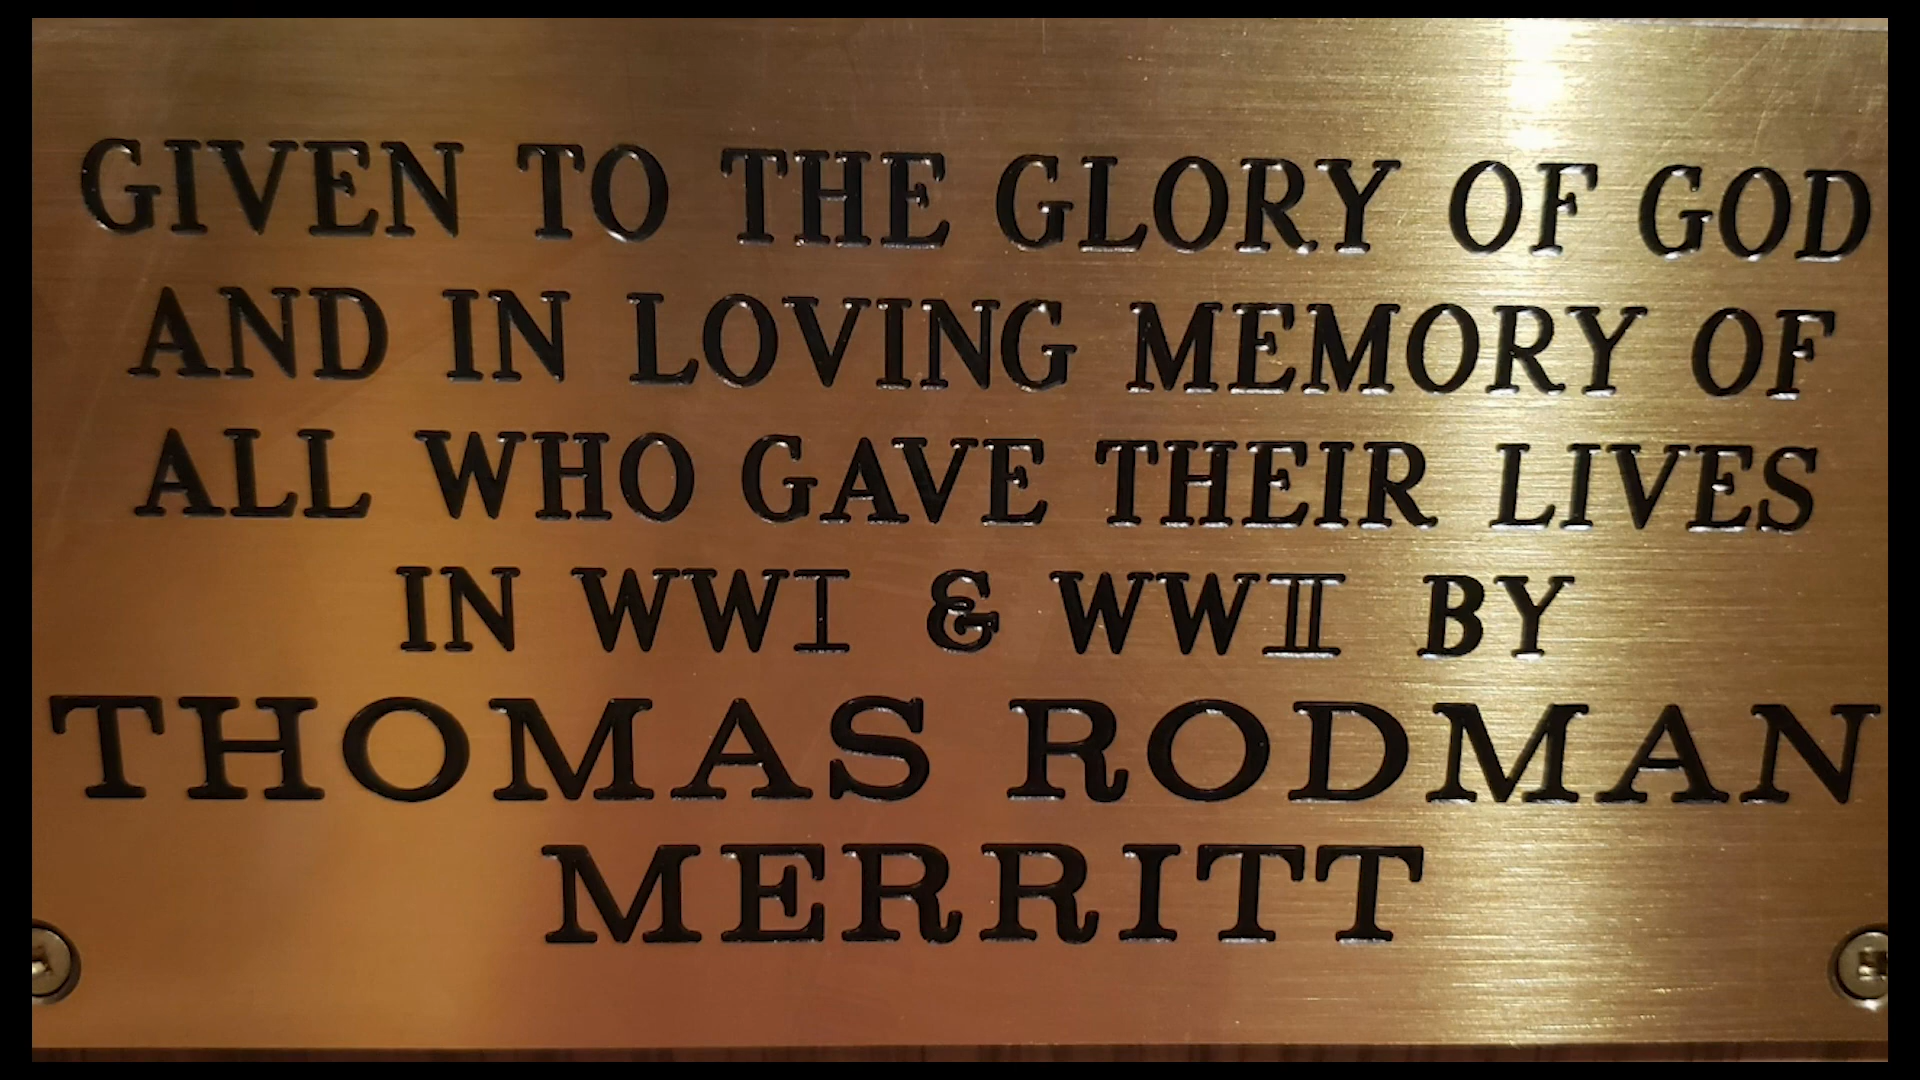 GIVEN TO THE GLORY OF GOD
AND IN LOVING MEMORY OF
ALL WHO GAVE THEIR LIVES
IN WWI & WWII BY
THOMAS RODMAN
MERRITT